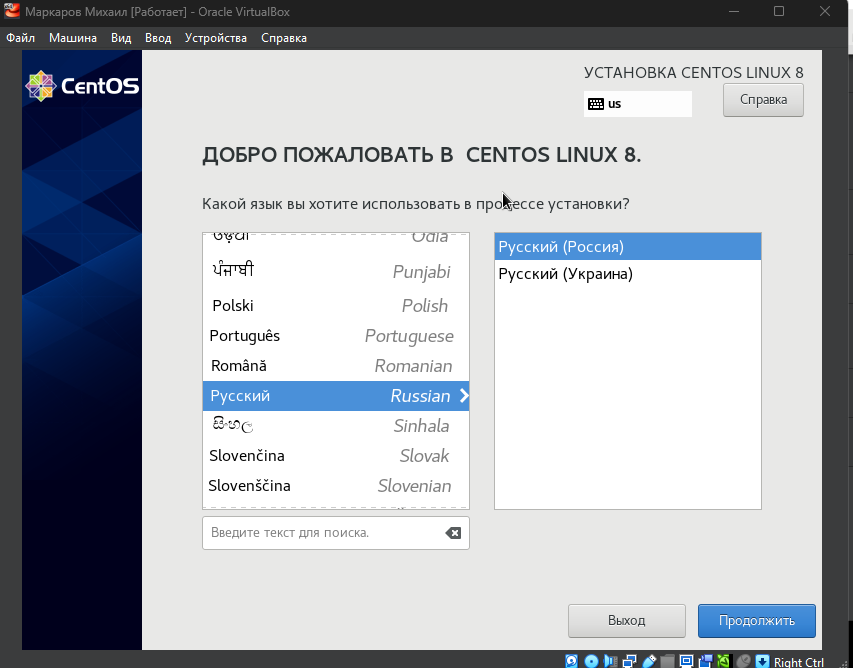 Маркаров Михаил [Работает] - Oracle VirtualBox
Файл Машина Вид Ввод Устройства Справка
CentOS
УСТАНОВКА CENTOS LINUX 8
us
Справка
ДОБРО ПОЖАЛОВАТЬ В CENTOS LINUX 8.
Какой язык вы хотите использовать в процессе установки?
ଓଡ଼ିଆ Odia
ਪੰਜਾਬੀ Punjabi
Polski Polish
Português Portuguese
Română Romanian
Русский Russian
සිංහල Sinhala
Slovenčina Slovak
Slovenščina Slovenian
Русский (Россия)
Русский (Украина)
Введите текст для поиска.
Выход
Продолжить
Right Ctrl